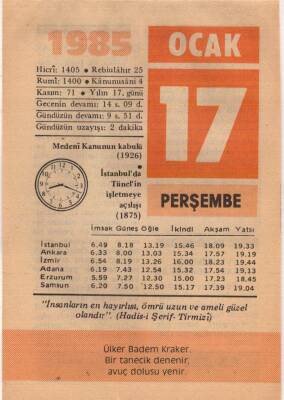 1985
OCAK
17
PERŞEMBE
Hicrî: 1405 • Rebiulâhır 25
Rumî: 1400 • Kânunusâni 4
Kasım: 71 • Yılın 17. günü
Gecenin devamı: 14 s. 09 d.
Gündüzün devamı: 9 s. 51 d.
Gündüzün uzayışı: 2 dakika
Medenî Kanunun kabulü
(1926)
•
İstanbul'da
Tünel'in
işletmeye
açılışı
(1875)
İmsak Güneş Öğle İkindi Akşam Yatsı
İstanbul 6.49 8.18 13.19 15.46 18.09 19.33
Ankara 6.33 8.00 13.03 15.34 17.57 19.19
İzmir 6.54 8.19 13.26 16.00 18.23 19.44
Adana 6.19 7.43 12.54 15.32 17.54 19.13
Erzurum 5.59 7.27 12.30 15.00 17.23 18.45
Samsun 6.20 7.50 12.50 15.17 17.39 19.04
"İnsanların en hayırlısı, ömrü uzun ve ameli güzel
olandır". (Hadis-i Şerif- Tirmizî)
Ülker Badem Kraker.
Bir tanecik denenir,
avuç dolusu yenir.